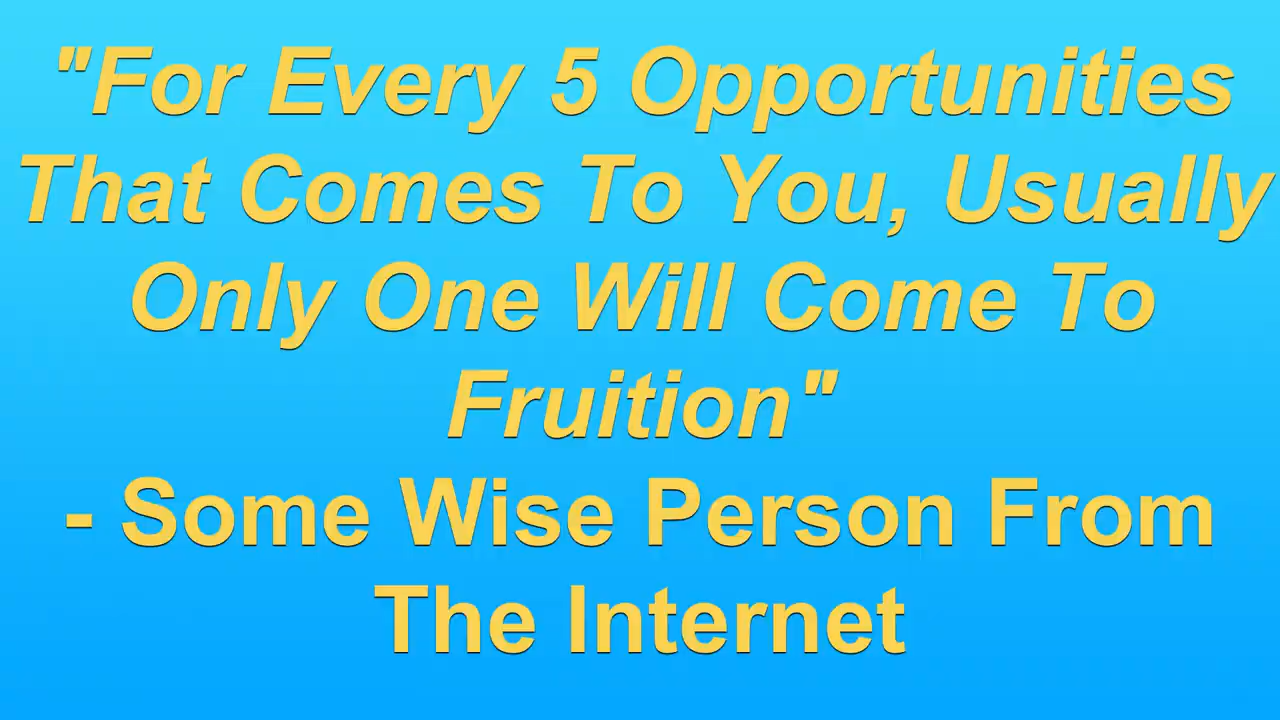 "For Every 5 Opportunities
That Comes To You, Usually
Only One Will Come To
Fruition"
- Some Wise Person From
The Internet